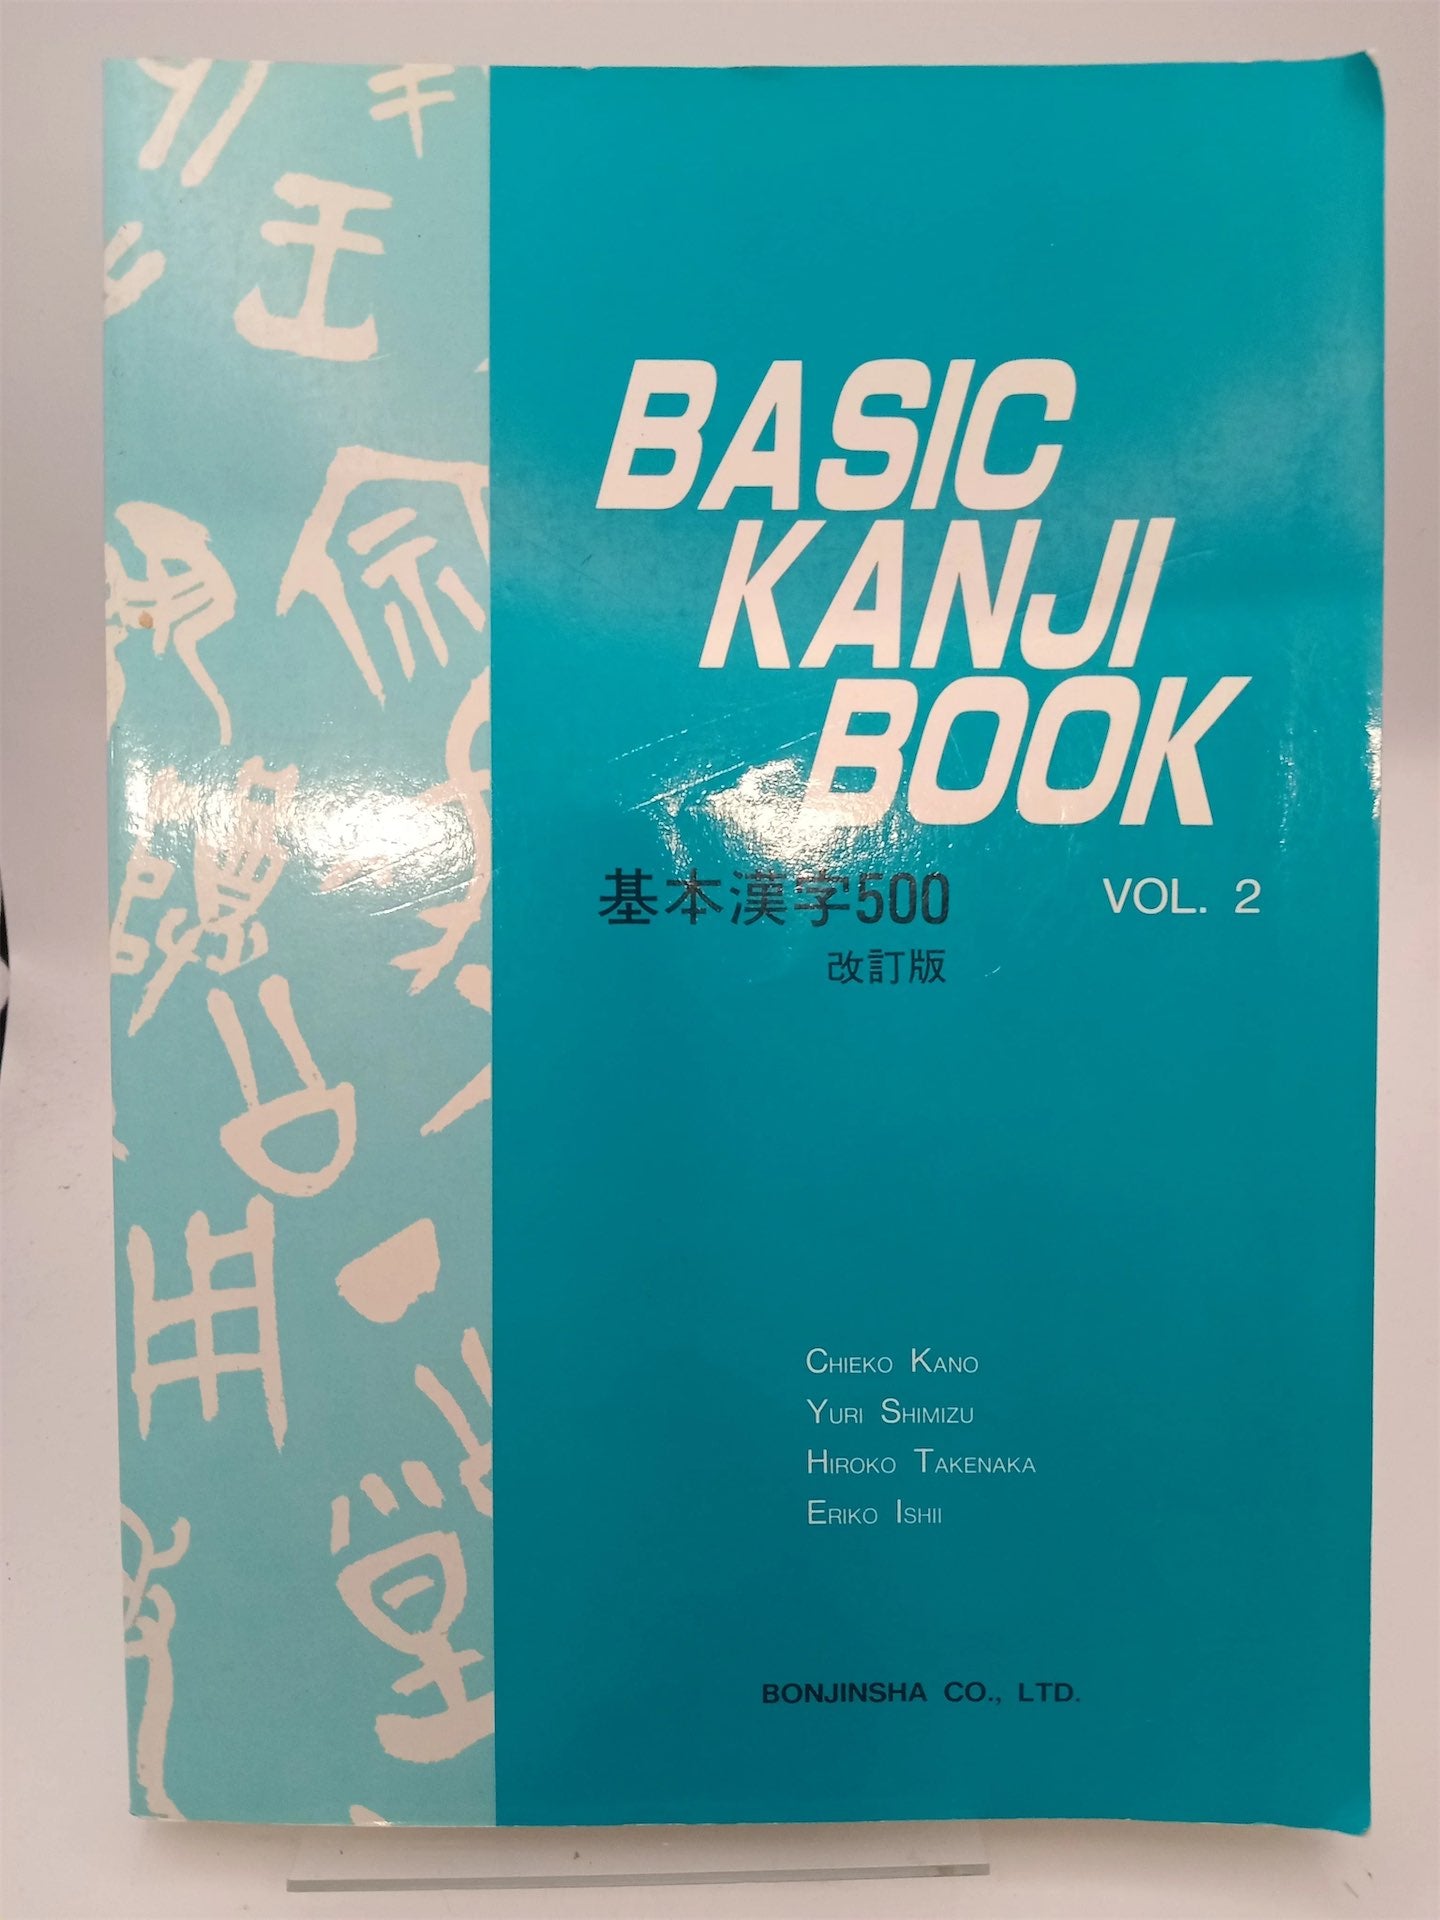 BASIC
KANJI
BOOK
基本漢字500 VOL. 2
改訂版
CHIEKO KANO
YURI SHIMIZU
HIROKO TAKENAKA
ERIKO ISHII
BONJINSHA CO., LTD.